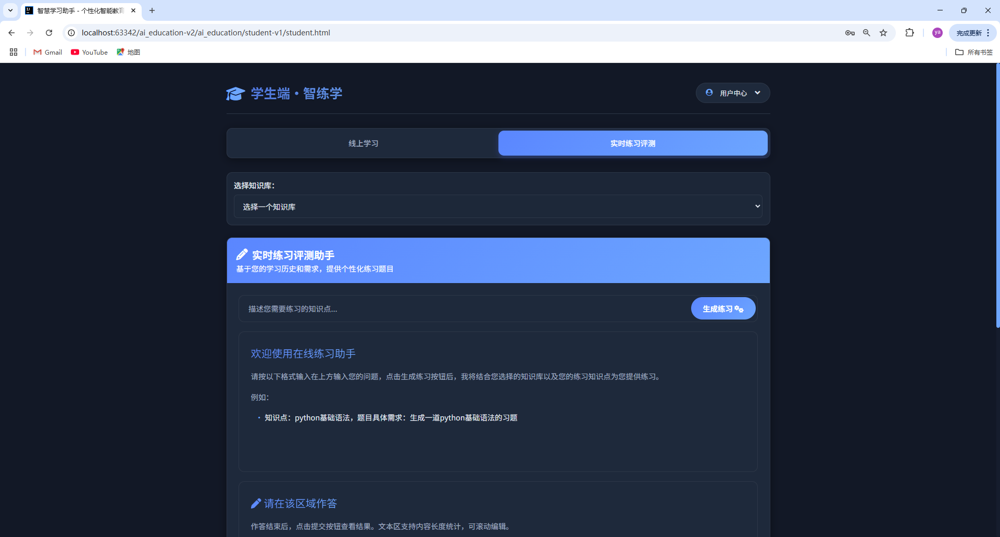 智慧学习助手 - 个性化智能教育
localhost:63342/ai_education-v2/ai_education/student-v1/student.html
ya
完成更新
Gmail
YouTube
地图
所有书签
学生端·智练学
用户中心
线上学习
实时练习评测
选择知识库：
选择一个知识库
实时练习评测助手
基于您的学习历史和需求，提供个性化练习题目
描述您需要练习的知识点...
生成练习
欢迎使用在线练习助手
请按以下格式输入在上方输入您的问题，点击生成练习按钮后，我将结合您选择的知识库以及您的练习知识点为您提供练习。
例如：
• 知识点：python基础语法，题目具体需求：生成一道python基础语法的习题
请在该区域作答
作答结束后，点击提交按钮查看结果。文本区支持内容长度统计，可滚动编辑。